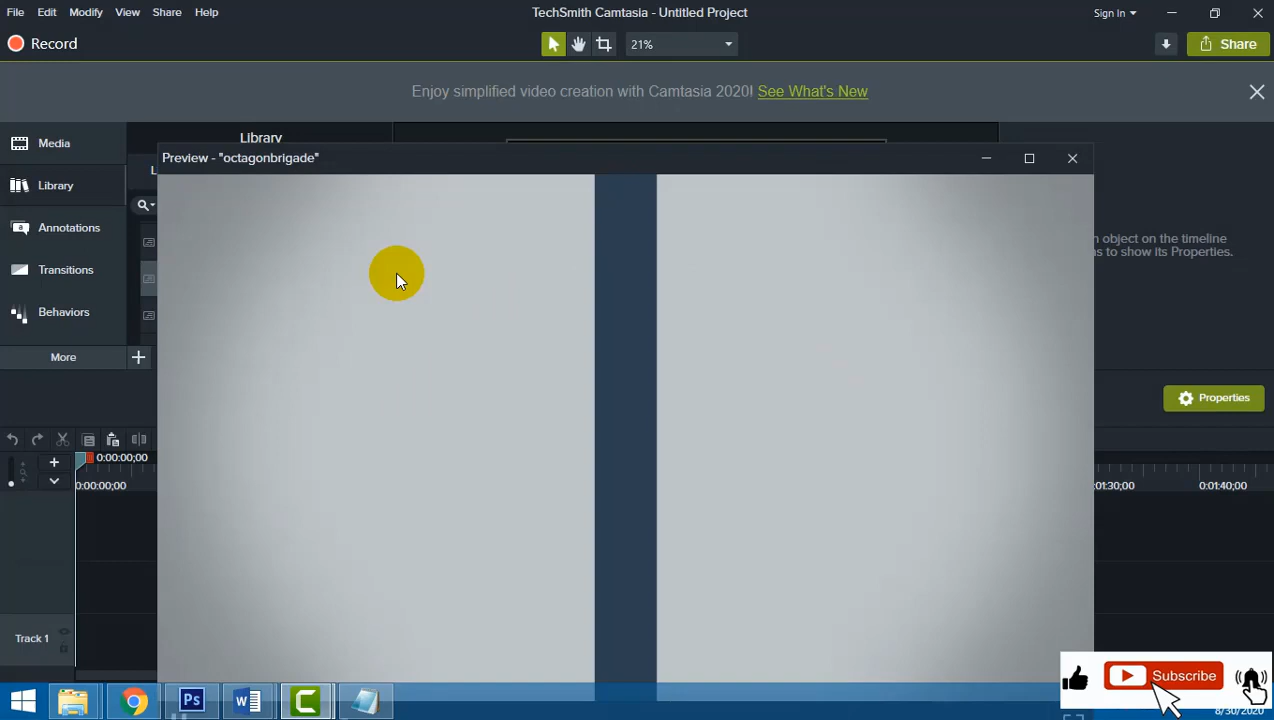 File Edit Modify View Share Help TechSmith Camtasia - Untitled Project Sign In
Record 21% Share
Enjoy simplified video creation with Camtasia 2020! See What's New
Media Library
Preview - "octagonbrigade"
L
Library
Annotations
Transitions
Behaviors
More
n object on the timeline
ns to show its Properties.
Properties
0:00:00;00
0:00:00;00 :01:30;00 0:01:40;00
Track 1
Subscribe
Ps W C
8/30/2020